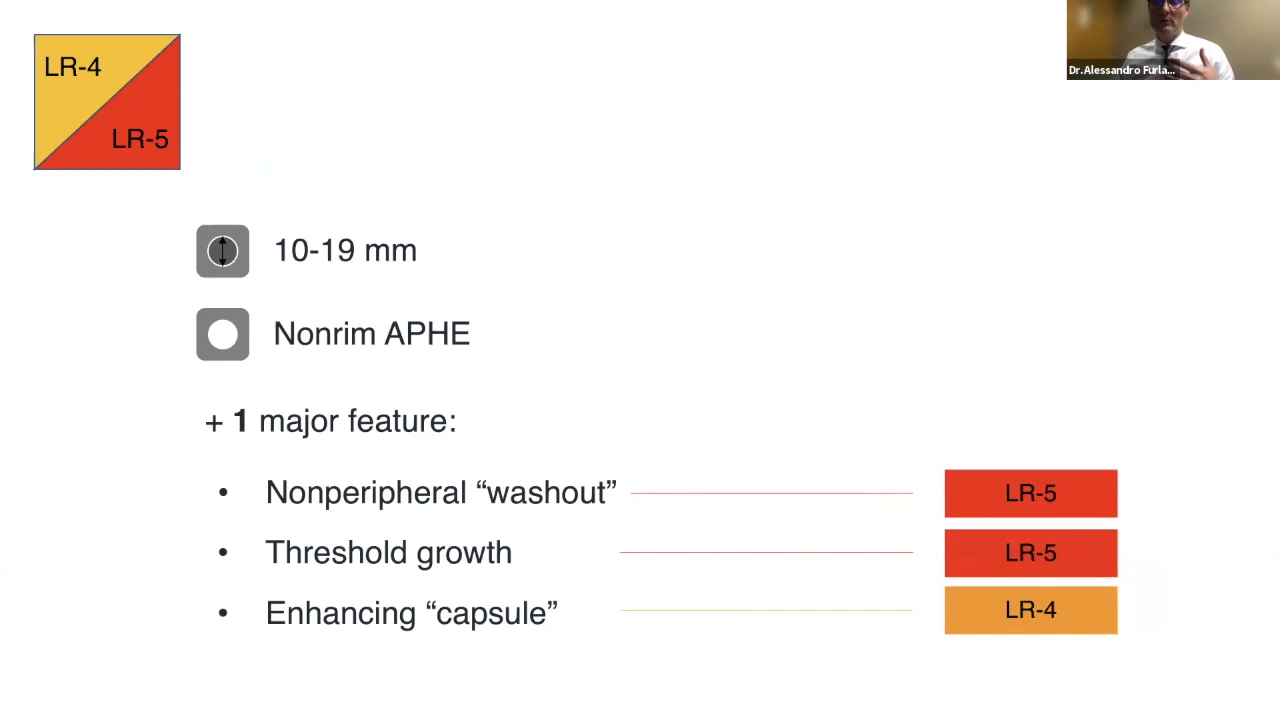 LR-4
LR-5
Dr.Alessandro Furla...
10-19 mm
Nonrim APHE
+ 1 major feature:
• Nonperipheral “washout” LR-5
• Threshold growth LR-5
• Enhancing “capsule” LR-4